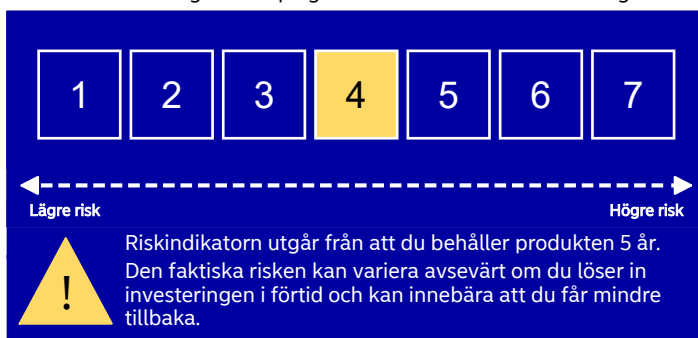 1 2 3 4 5 6 7
Lägre risk Högre risk
Riskindikatorn utgår från att du behåller produkten 5 år.
Den faktiska risken kan variera avsevärt om du löser in
investeringen i förtid och kan innebära att du får mindre
tillbaka.
!